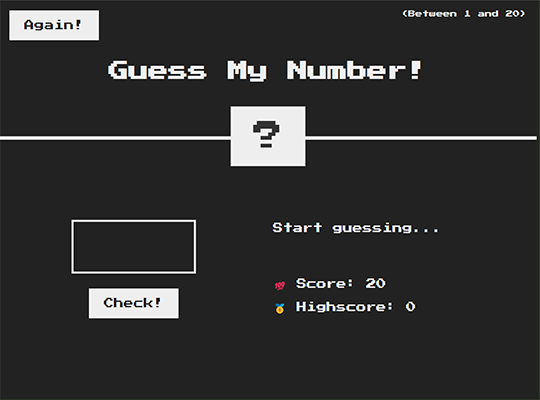 Again!
(Between 1 and 20)
Guess My Number!
?
Start guessing...
Check!
💯 Score: 20
🥇 Highscore: 0